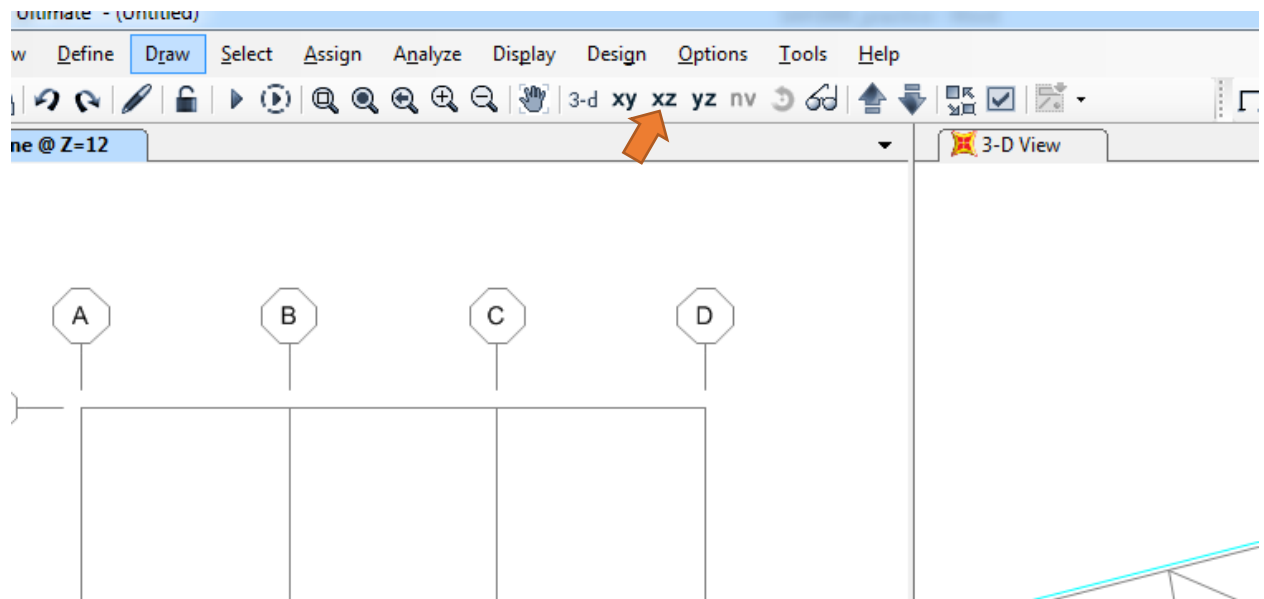 Ultimate - (Untitled)
w Define Draw Select Assign Analyze Display Design Options Tools Help
3-d xy xz yz nv
ne @ Z=12
3-D View
A B C D